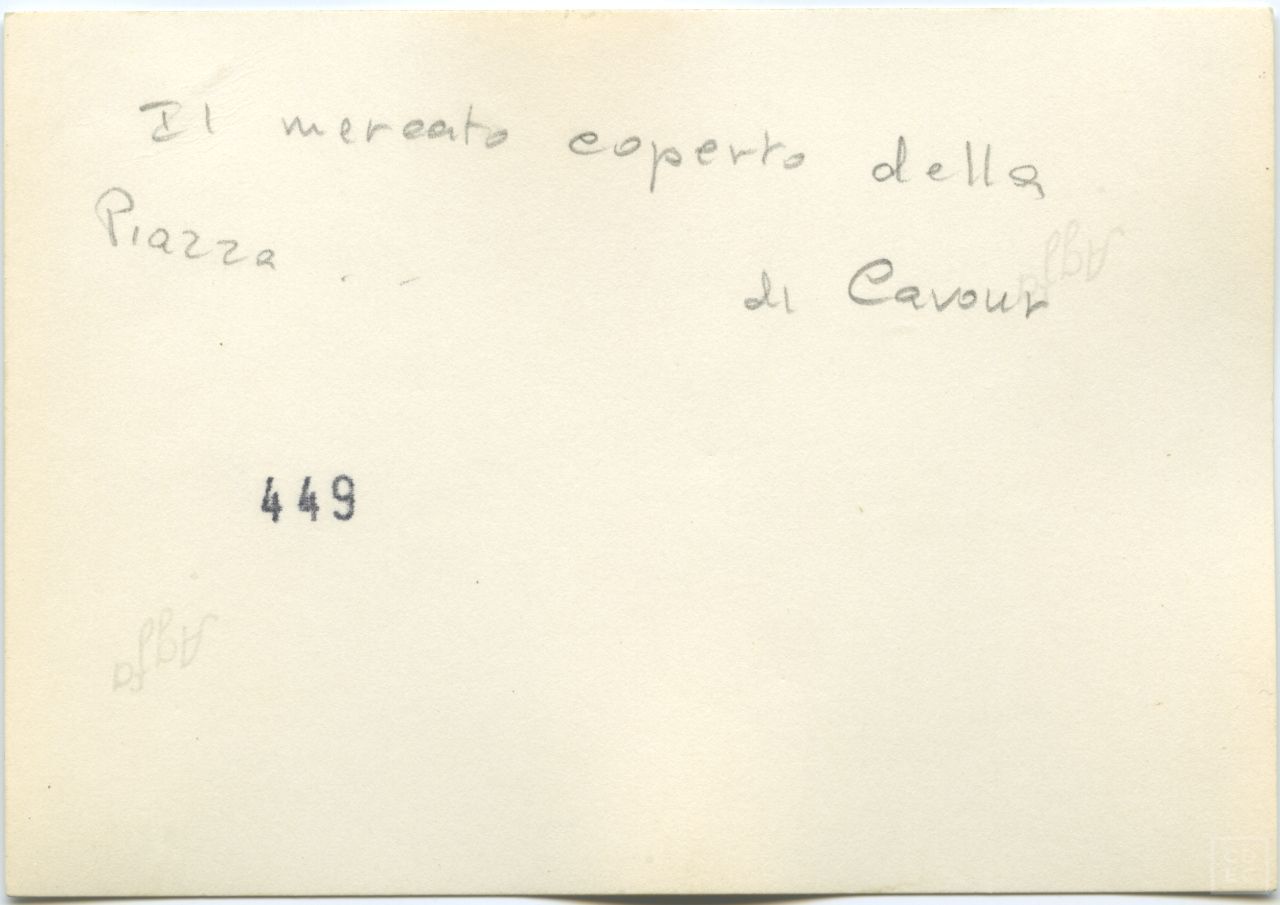 Il mercato coperto della
Piazza . . di Cavour
449
Agfa
Agfa